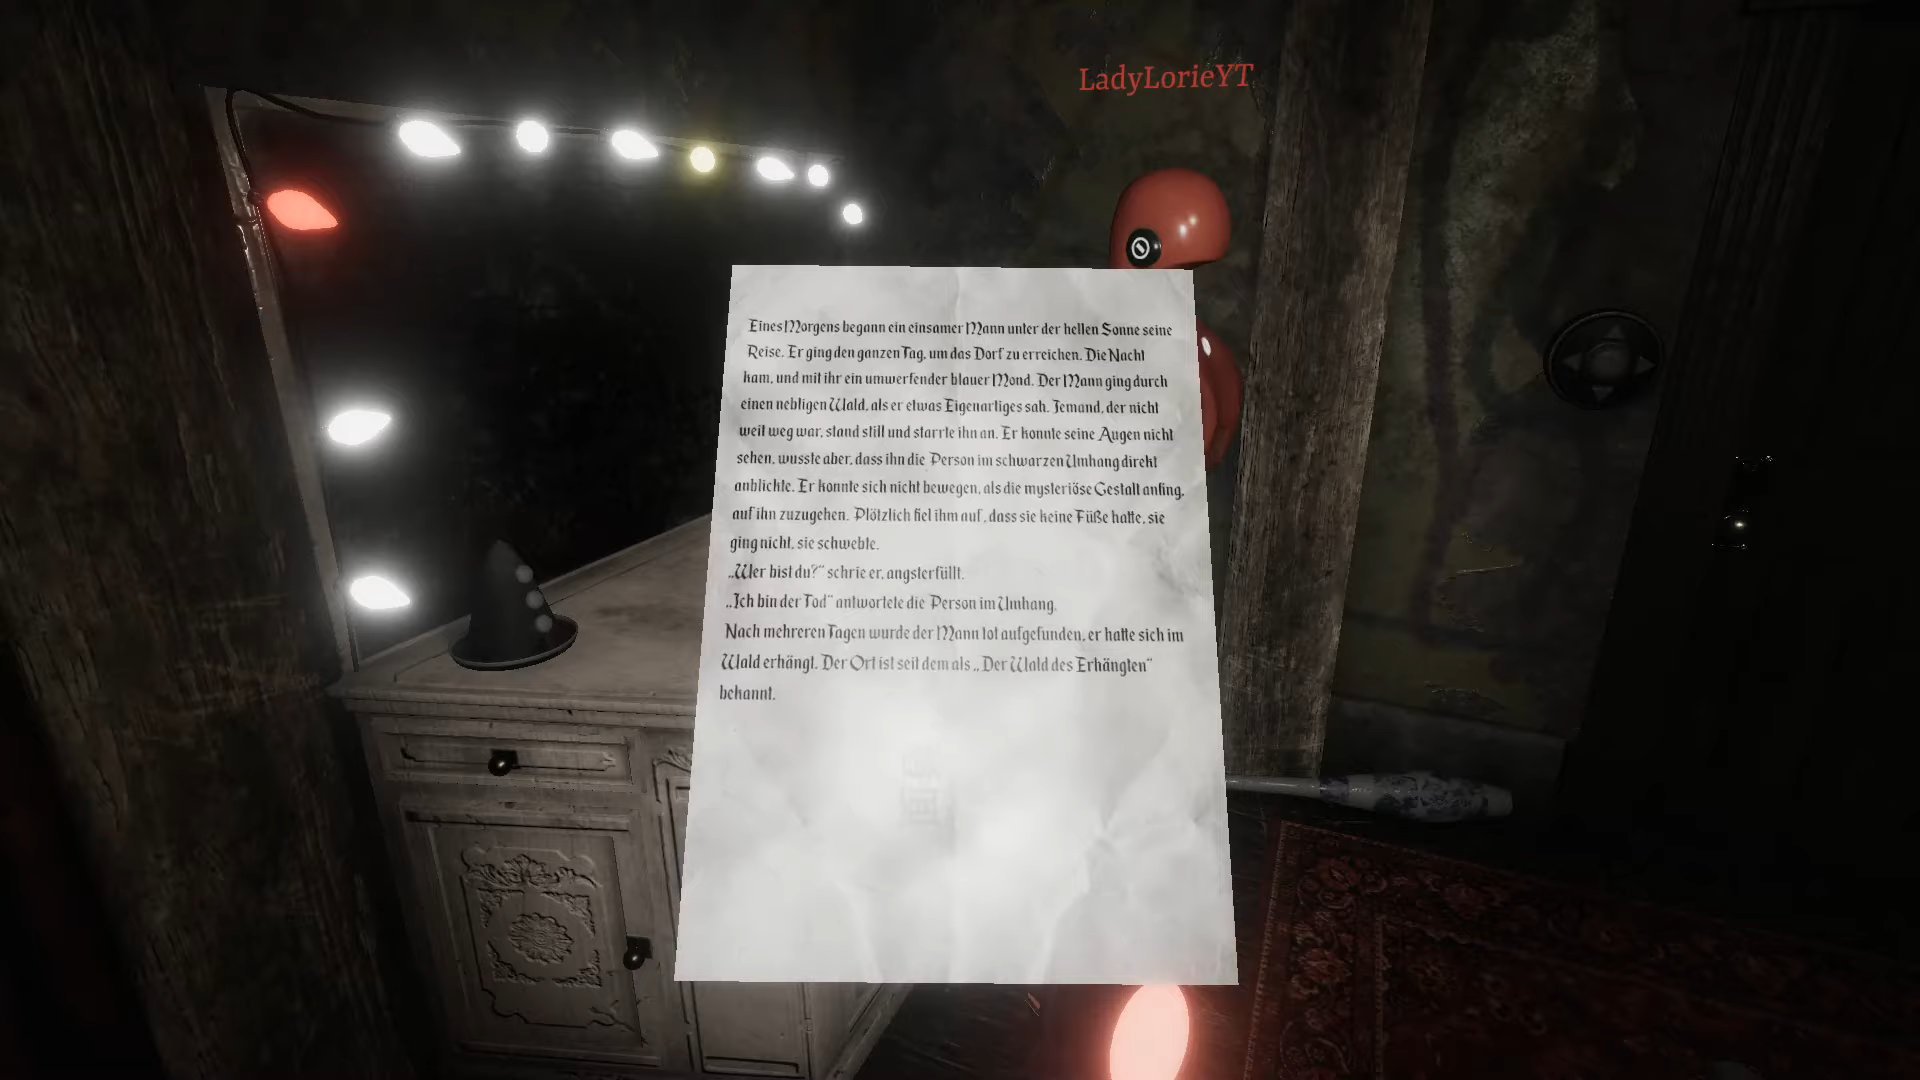 LadyLorieYT
Eines Morgens begann ein einsamer Mann unter der hellen Sonne seine
Reise. Er ging den ganzen Tag, um das Dorf zu erreichen. Die Nacht
kam, und mit ihr ein umwerfender blauer Mond. Der Mann ging durch
einen nebligen Wald, als er etwas Eigenartiges sah. Jemand, der nicht
weit weg war, stand still und starrte ihn an. Er konnte seine Augen nicht
sehen, wusste aber, dass ihn die Person im schwarzen Umhang direkt
anblickte. Er konnte sich nicht bewegen, als die mysteriöse Gestalt anfing,
auf ihn zuzugehen. Plötzlich fiel ihm auf, dass sie keine Füße hatte, sie
ging nicht, sie schwebte.
„Wer bist du?“ schrie er, angsterfüllt.
„Ich bin der Tod“ antwortete die Person im Umhang.
Nach mehreren Tagen wurde der Mann tot aufgefunden, er hatte sich im
Wald erhängt. Der Ort ist seit dem als „Der Wald des Erhängten“
bekannt.